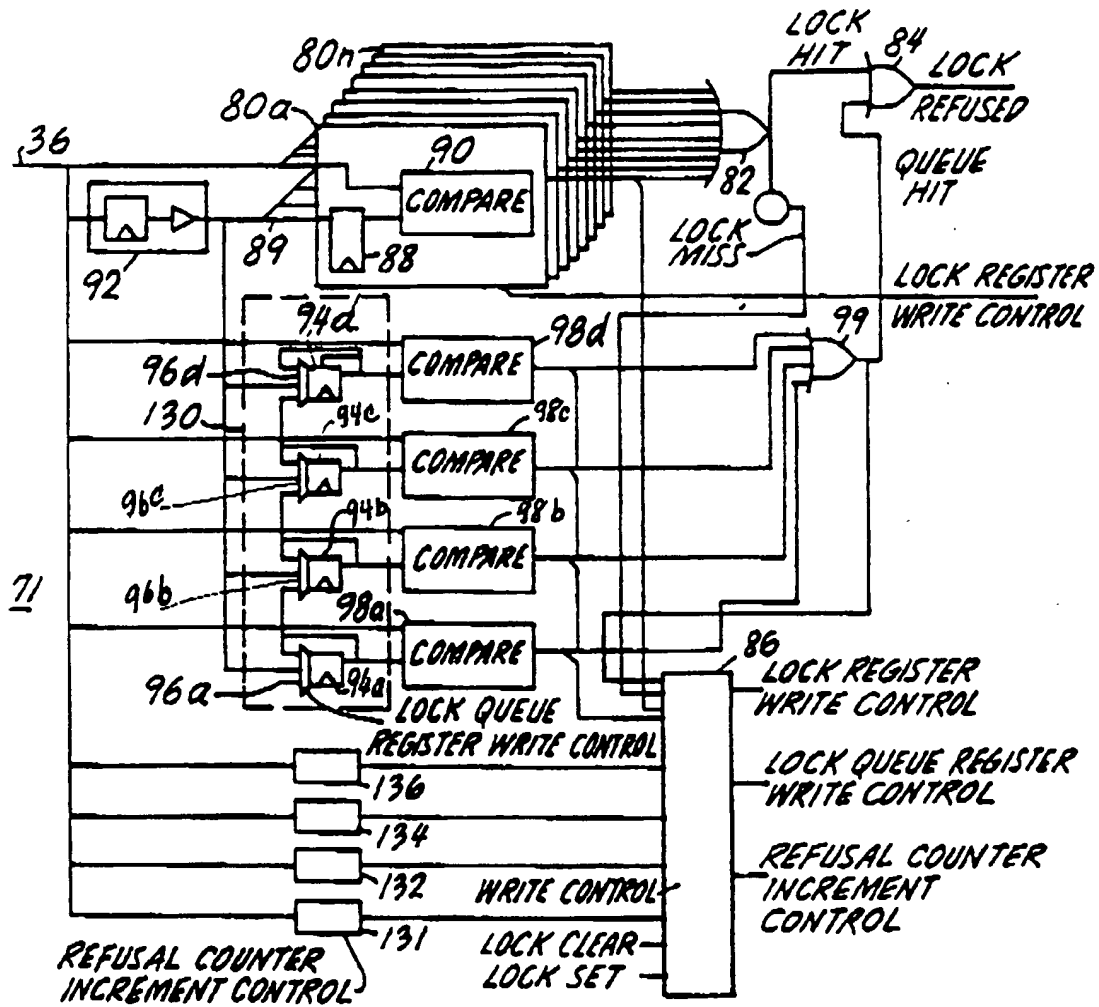 80n
LOCK
HIT
84
LOCK
REFUSED
80a
36
90
COMPARE
82
QUEUE
HIT
92
89
88
LOCK
MISS
LOCK REGISTER
WRITE CONTROL
94d
98d
99
96d
COMPARE
130
94c
98c
COMPARE
96c
94b
98b
COMPARE
71
96b
98a
COMPARE
86
96a
94a
LOCK QUEUE
REGISTER WRITE CONTROL
LOCK REGISTER
WRITE CONTROL
136
LOCK QUEUE REGISTER
WRITE CONTROL
134
132
WRITE CONTROL
REFUSAL COUNTER
INCREMENT
CONTROL
131
LOCK CLEAR
LOCK SET
REFUSAL COUNTER
INCREMENT CONTROL